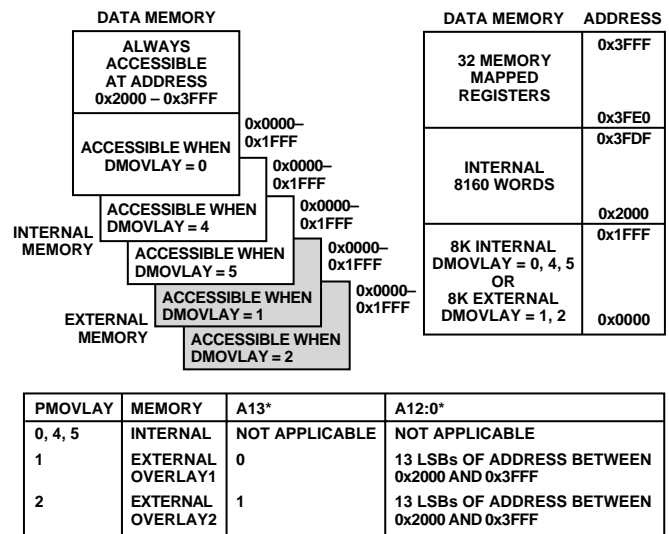 DATA MEMORY
ALWAYS
ACCESSIBLE
AT ADDRESS
0x2000 – 0x3FFF
ACCESSIBLE WHEN
DMOVLAY = 0
0x0000–
0x1FFF
ACCESSIBLE WHEN
DMOVLAY = 4
0x0000–
0x1FFF
ACCESSIBLE WHEN
DMOVLAY = 5
0x0000–
0x1FFF
ACCESSIBLE WHEN
DMOVLAY = 1
0x0000–
0x1FFF
ACCESSIBLE WHEN
DMOVLAY = 2
0x0000–
0x1FFF
INTERNAL
MEMORY
EXTERNAL
MEMORY
DATA MEMORY ADDRESS
32 MEMORY
MAPPED
REGISTERS
0x3FFF
0x3FE0
INTERNAL
8160 WORDS
0x3FDF
0x2000
8K INTERNAL
DMOVLAY = 0, 4, 5
OR
8K EXTERNAL
DMOVLAY = 1, 2
0x1FFF
0x0000
PMOVLAY MEMORY A13* A12:0*
0, 4, 5 INTERNAL NOT APPLICABLE NOT APPLICABLE
1 EXTERNAL 0 13 LSBs OF ADDRESS BETWEEN
OVERLAY1 0x2000 AND 0x3FFF
2 EXTERNAL 1 13 LSBs OF ADDRESS BETWEEN
OVERLAY2 0x2000 AND 0x3FFF